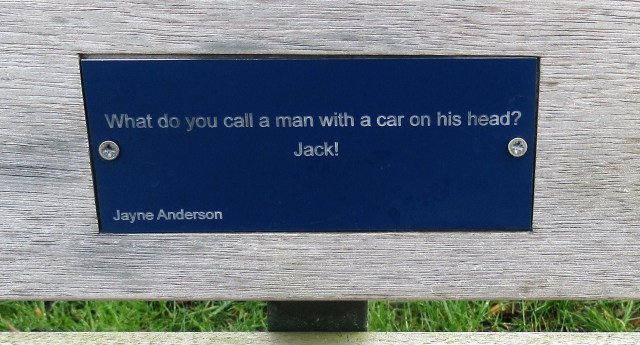 What do you call a man with a car on his head?
Jack!
Jayne Anderson